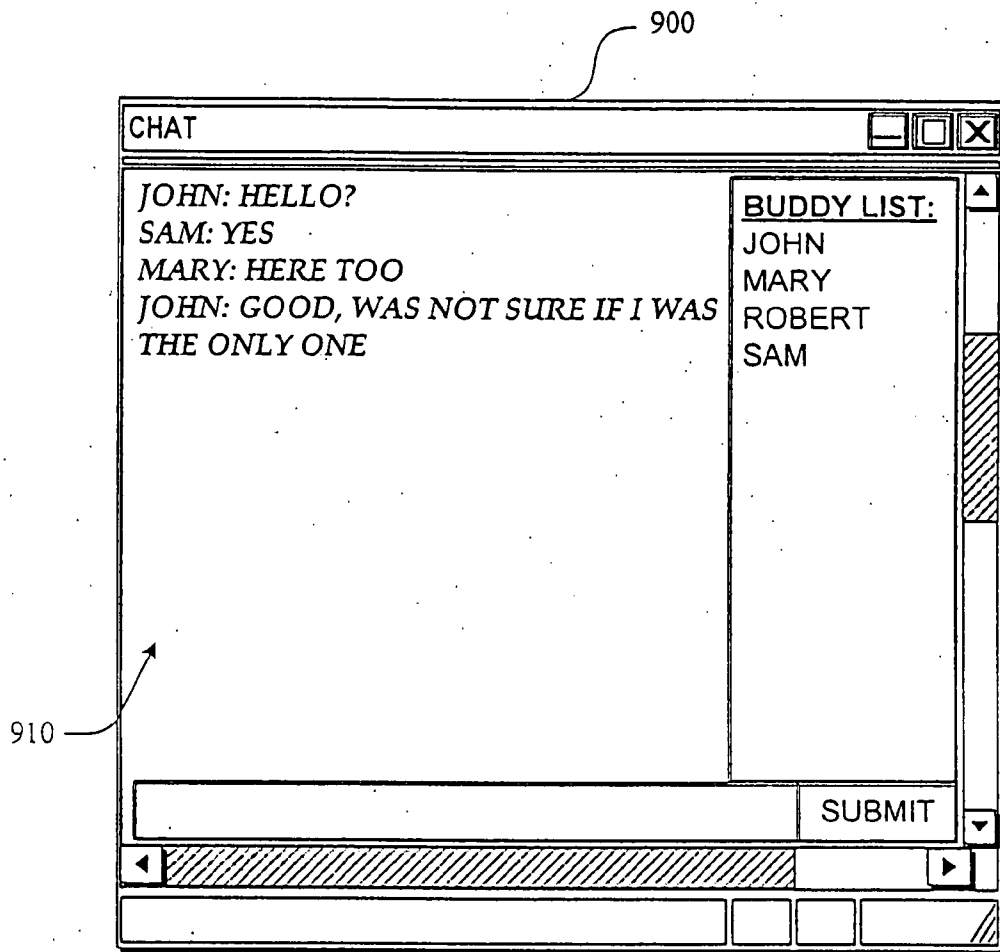 900
CHAT
JOHN: HELLO?
SAM: YES
MARY: HERE TOO
JOHN: GOOD, WAS NOT SURE IF I WAS
THE ONLY ONE
BUDDY LIST:
JOHN
MARY
ROBERT
SAM
910
SUBMIT